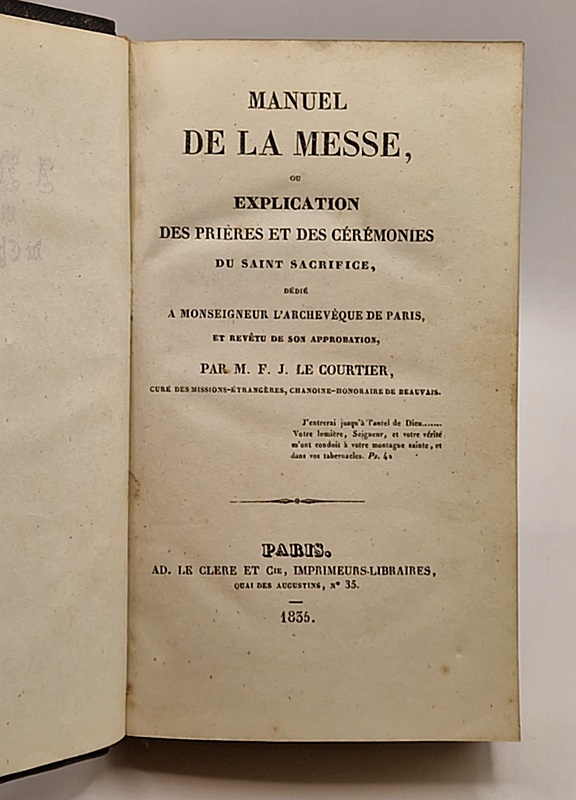 MANUEL
DE LA MESSE,
OU
EXPLICATION
DES PRIÈRES ET DES CÉRÉMONIES
DU SAINT SACRIFICE,
DÉDIÉ
A MONSEIGNEUR L'ARCHEVÊQUE DE PARIS,
ET REVÊTU DE SON APPROBATION,
PAR M. F. J. LE COURTIER,
CURÉ DES MISSIONS-ÉTRANGÈRES, CHANOINE-HONORAIRE DE BEAUVAIS.
J'entrerai jusqu'à l'autel de Dieu.......
Votre lumière, Seigneur, et votre vérité
m'ont conduit à votre montagne sainte, et
dans vos tabernacles. Ps. 42
PARIS.
AD. LE CLERE ET CIE, IMPRIMEURS-LIBRAIRES,
QUAI DES AUGUSTINS, N° 35.
1835.